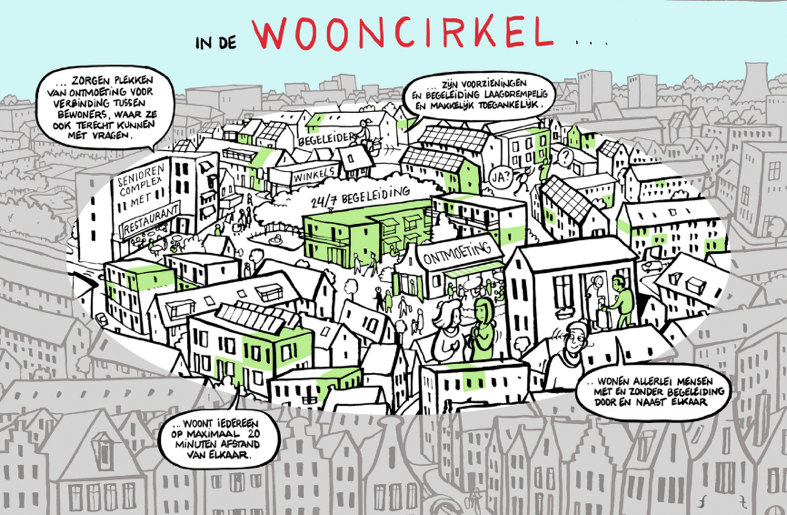 IN DE WOONCIRKEL ...
... ZORGEN PLEKKEN
VAN ONTMOETING VOOR
VERBINDING TUSSEN
BEWONERS, WAAR ZE
OOK TERECHT KUNNEN
MET VRAGEN.
... ZIJN VOORZIENINGEN
EN BEGELEIDING LAAGDREMPELIG
EN MAKKELIJK TOEGANKELIJK.
BEGELEIDER
WINKELS
JA?
?
SENIOREN
COMPLEX
MET
RESTAURANT
24/7 BEGELEIDING
ONTMOETING
... WONEN ALLERLEI MENSEN
MET EN ZONDER BEGELEIDING
DOOR EN NAAST ELKAAR
... WOONT IEDEREEN
OP MAXIMAAL 20
MINUTEN AFSTAND
VAN ELKAAR.